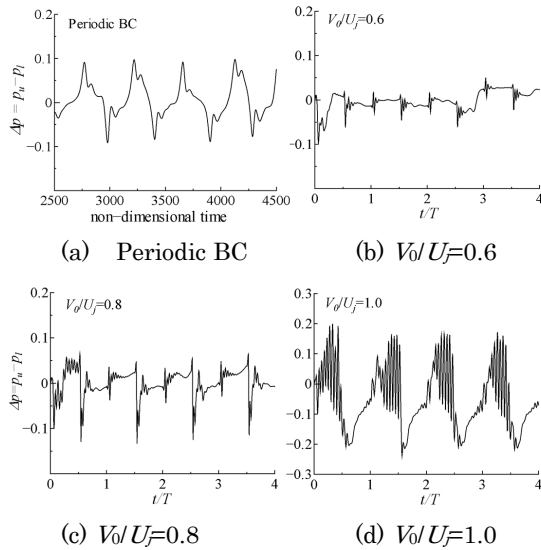 Periodic BC
Δp = pᵤ−pₗ
0.2
0.1
0
−0.1
2500 3000 3500 4000 4500
non−dimensional time
(a) Periodic BC
V₀/Uⱼ=0.6
0.2
0.1
0
−0.1
0 1 2 3 4
t/T
(b) V₀/Uⱼ=0.6
V₀/Uⱼ=0.8
Δp=pᵤ−pₗ
0.2
0.1
0
−0.1
0 1 2 3 4
t/T
(c) V₀/Uⱼ=0.8
V₀/Uⱼ=1.0
0.2
0.1
0
−0.1
−0.2
−0.3
0 1 2 3 4
t/T
(d) V₀/Uⱼ=1.0